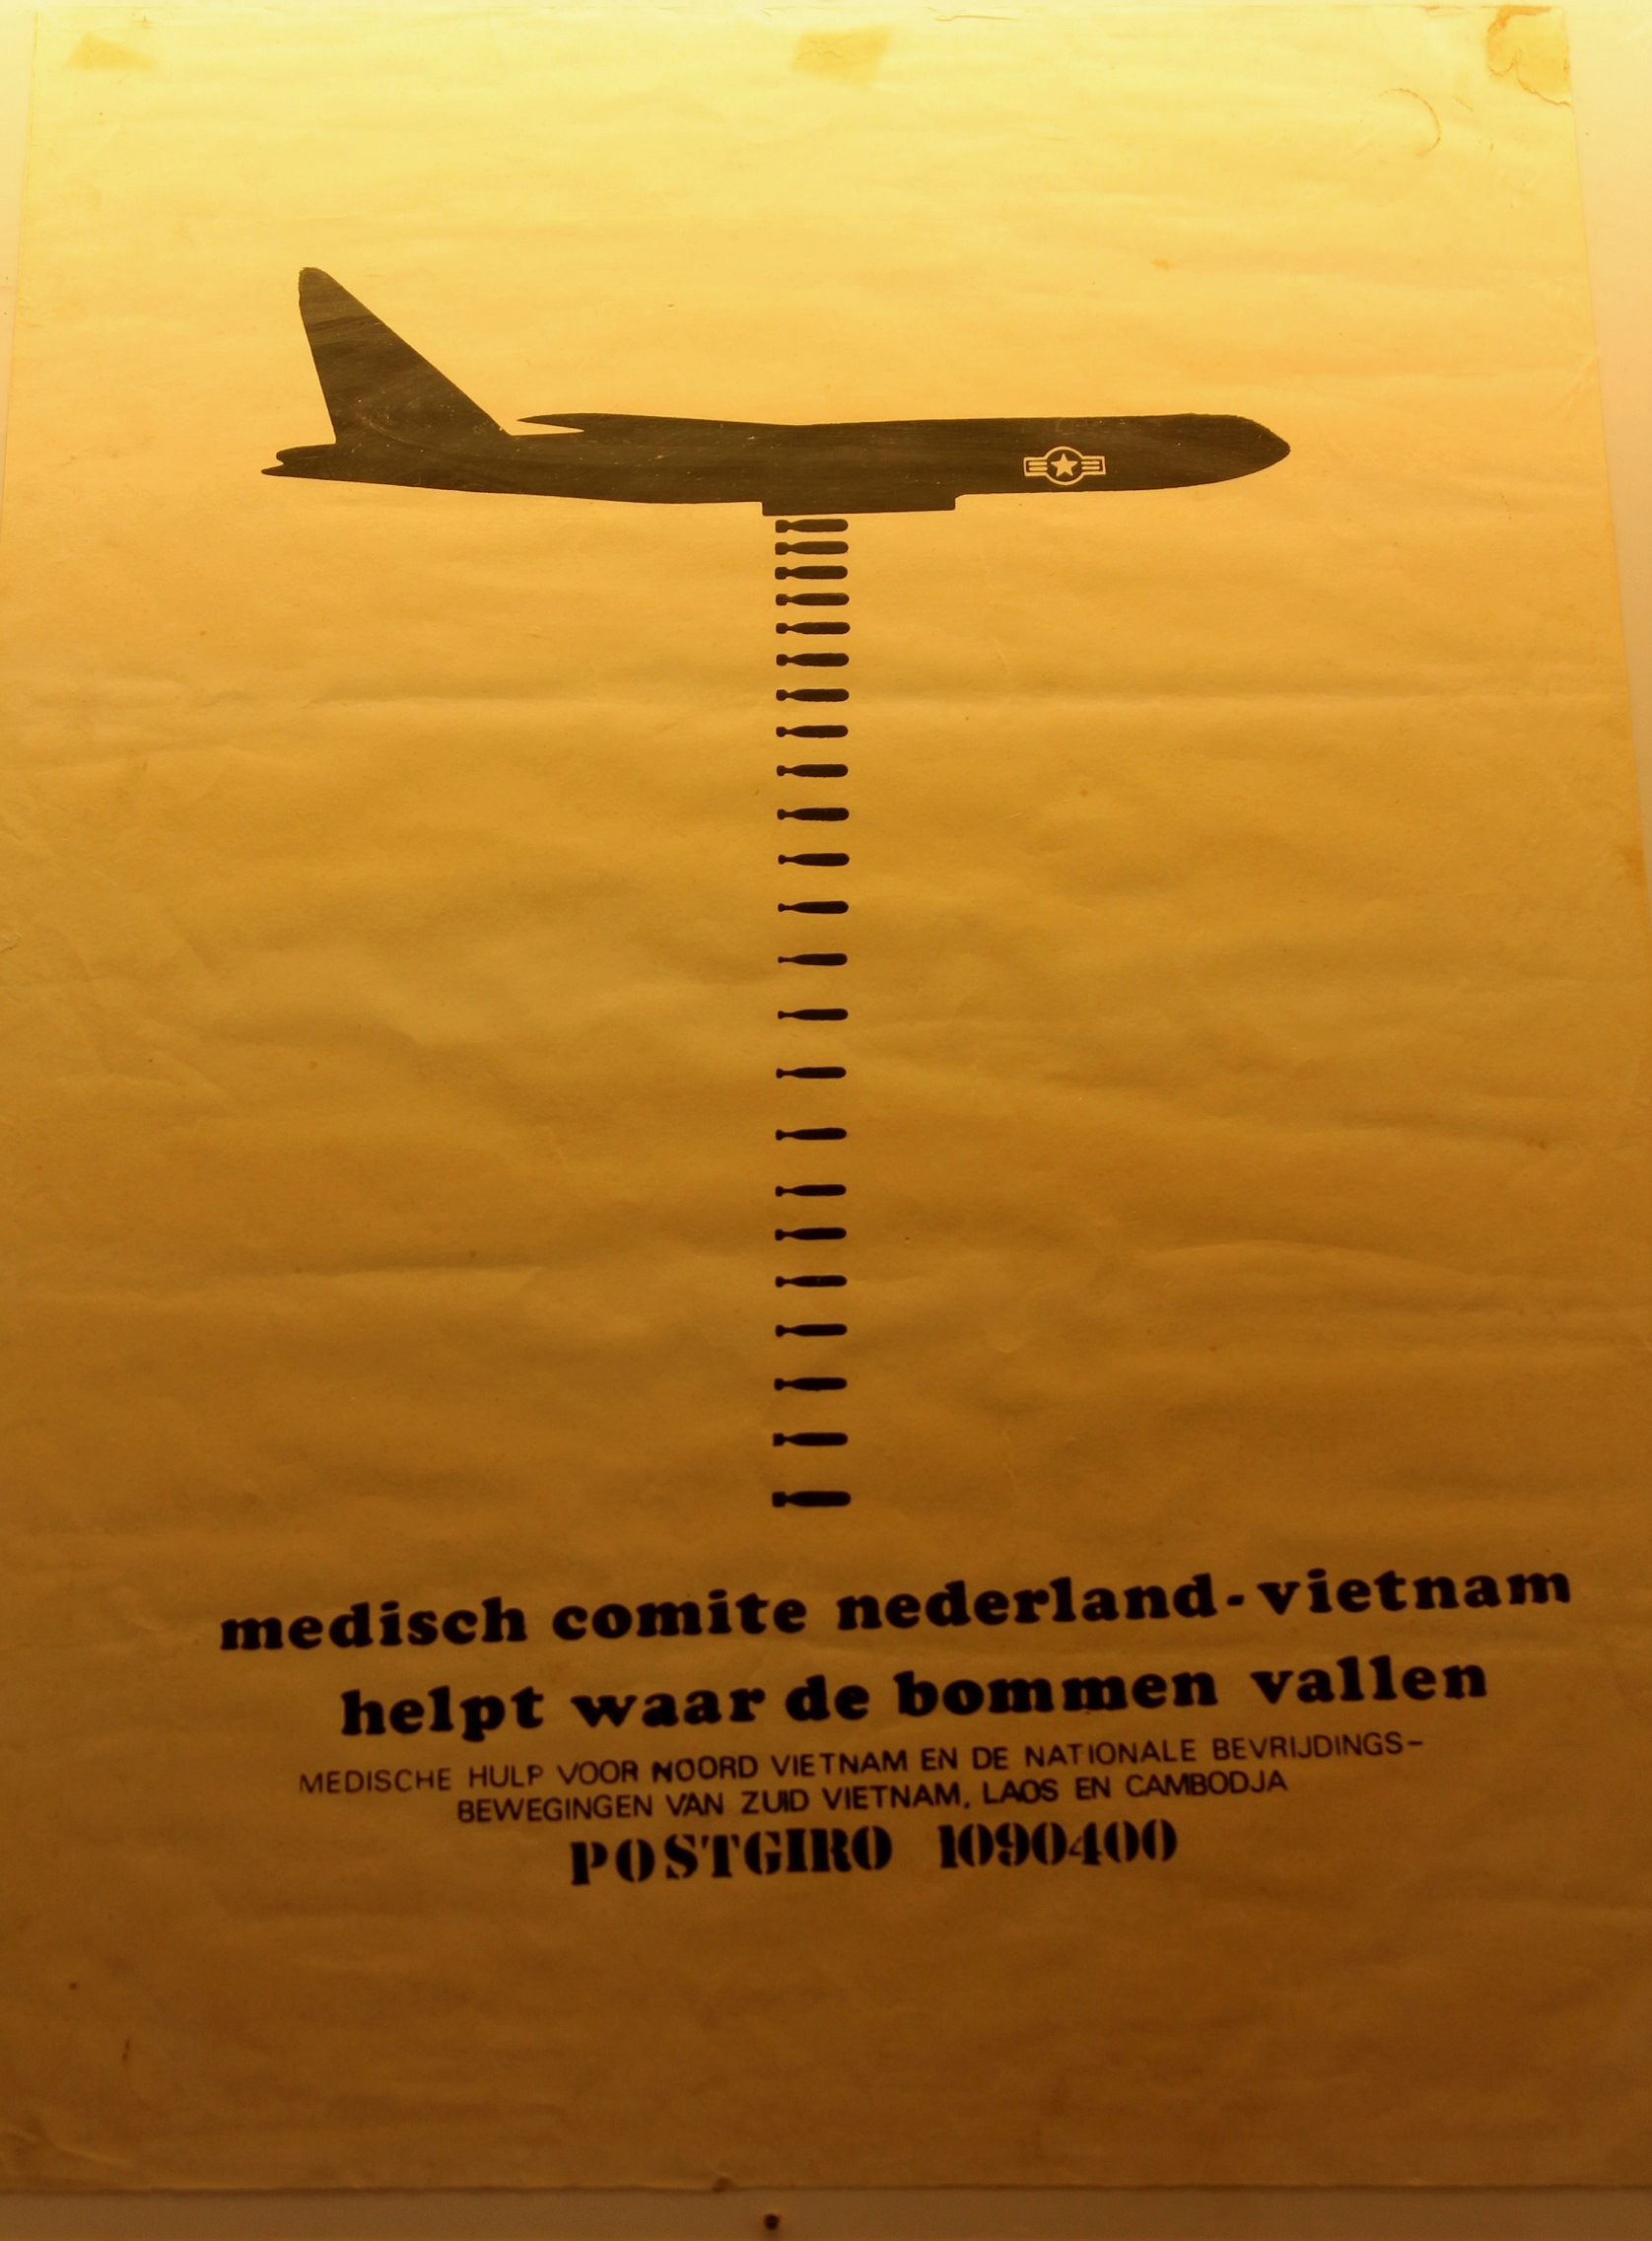 medisch comite nederland-vietnam
helpt waar de bommen vallen
MEDISCHE HULP VOOR NOORD VIETNAM EN DE NATIONALE BEVRIJDINGS-
BEWEGINGEN VAN ZUID VIETNAM, LAOS EN CAMBODJA
POSTGIRO 1090400